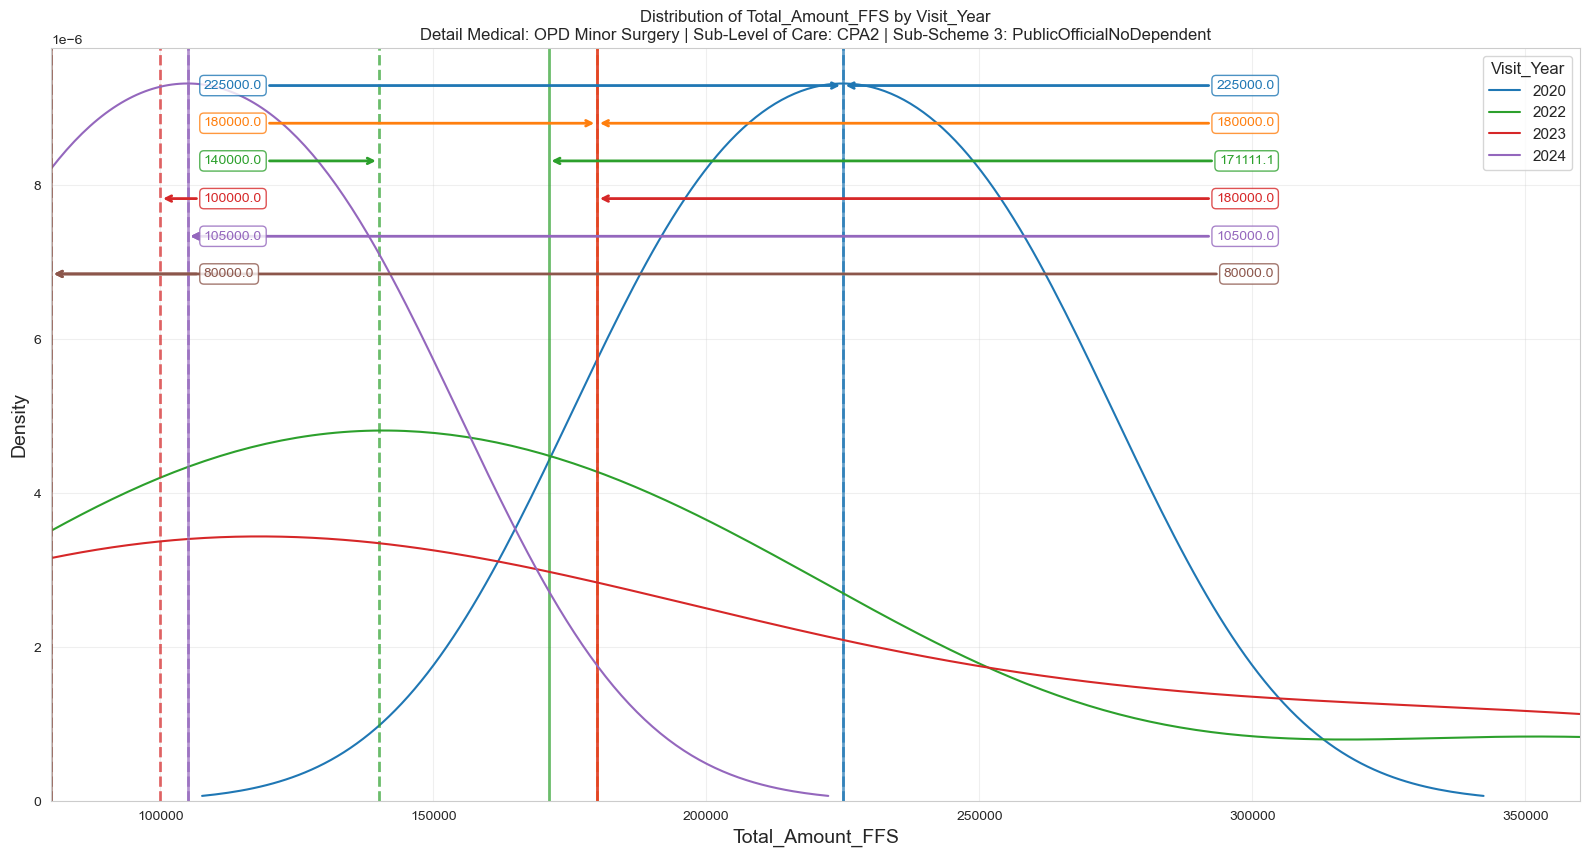 Distribution of Total_Amount_FFS by Visit_Year
Detail Medical: OPD Minor Surgery | Sub-Level of Care: CPA2 | Sub-Scheme 3: PublicOfficialNoDependent
1e−6
Visit_Year
2020
2022
2023
2024
225000.0 225000.0
180000.0 180000.0
140000.0 171111.1
100000.0 180000.0
105000.0 105000.0
80000.0 80000.0
8
6
4
2
0
Density
100000 150000 200000 250000 300000 350000
Total_Amount_FFS